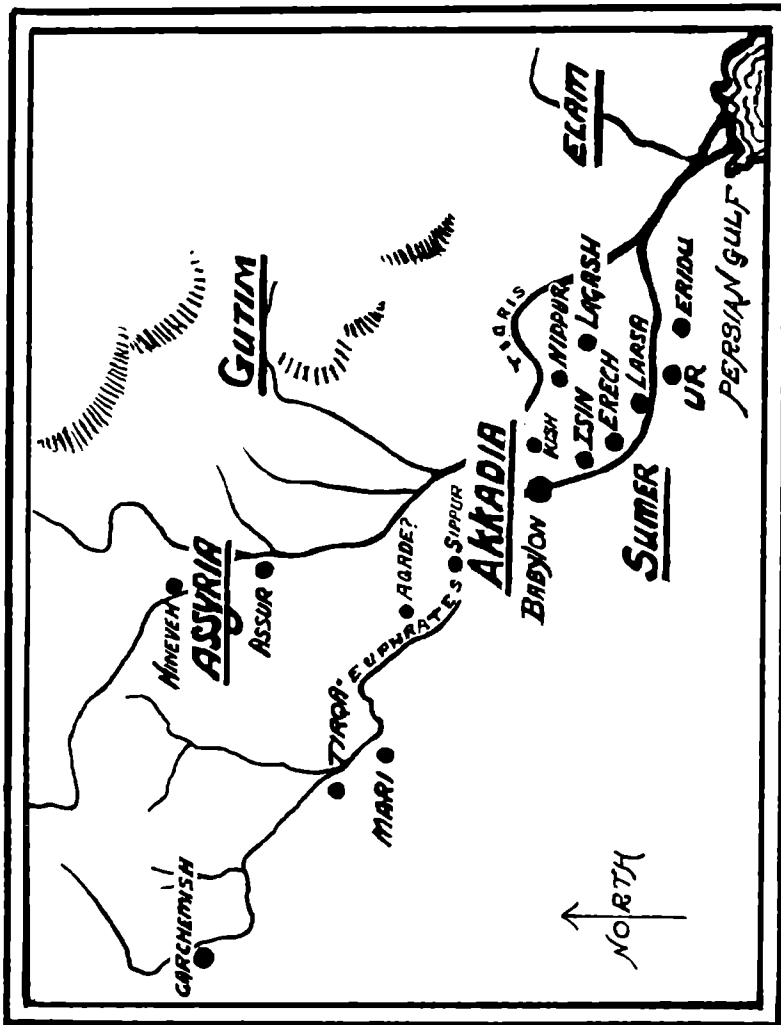 CARCHEMISH
NINEVEH
ASSYRIA
ASSUR
GUTIM
TIRQA
MARI
EUPHRATES
AGADE?
SIPPUR
AKKADIA
BABYLON
KISH
TIGRIS
NIPPUR
ISIN
LAGASH
ERECH
LARSA
SUMER
UR
ERIDU
ELAM
PERSIAN GULF
NORTH